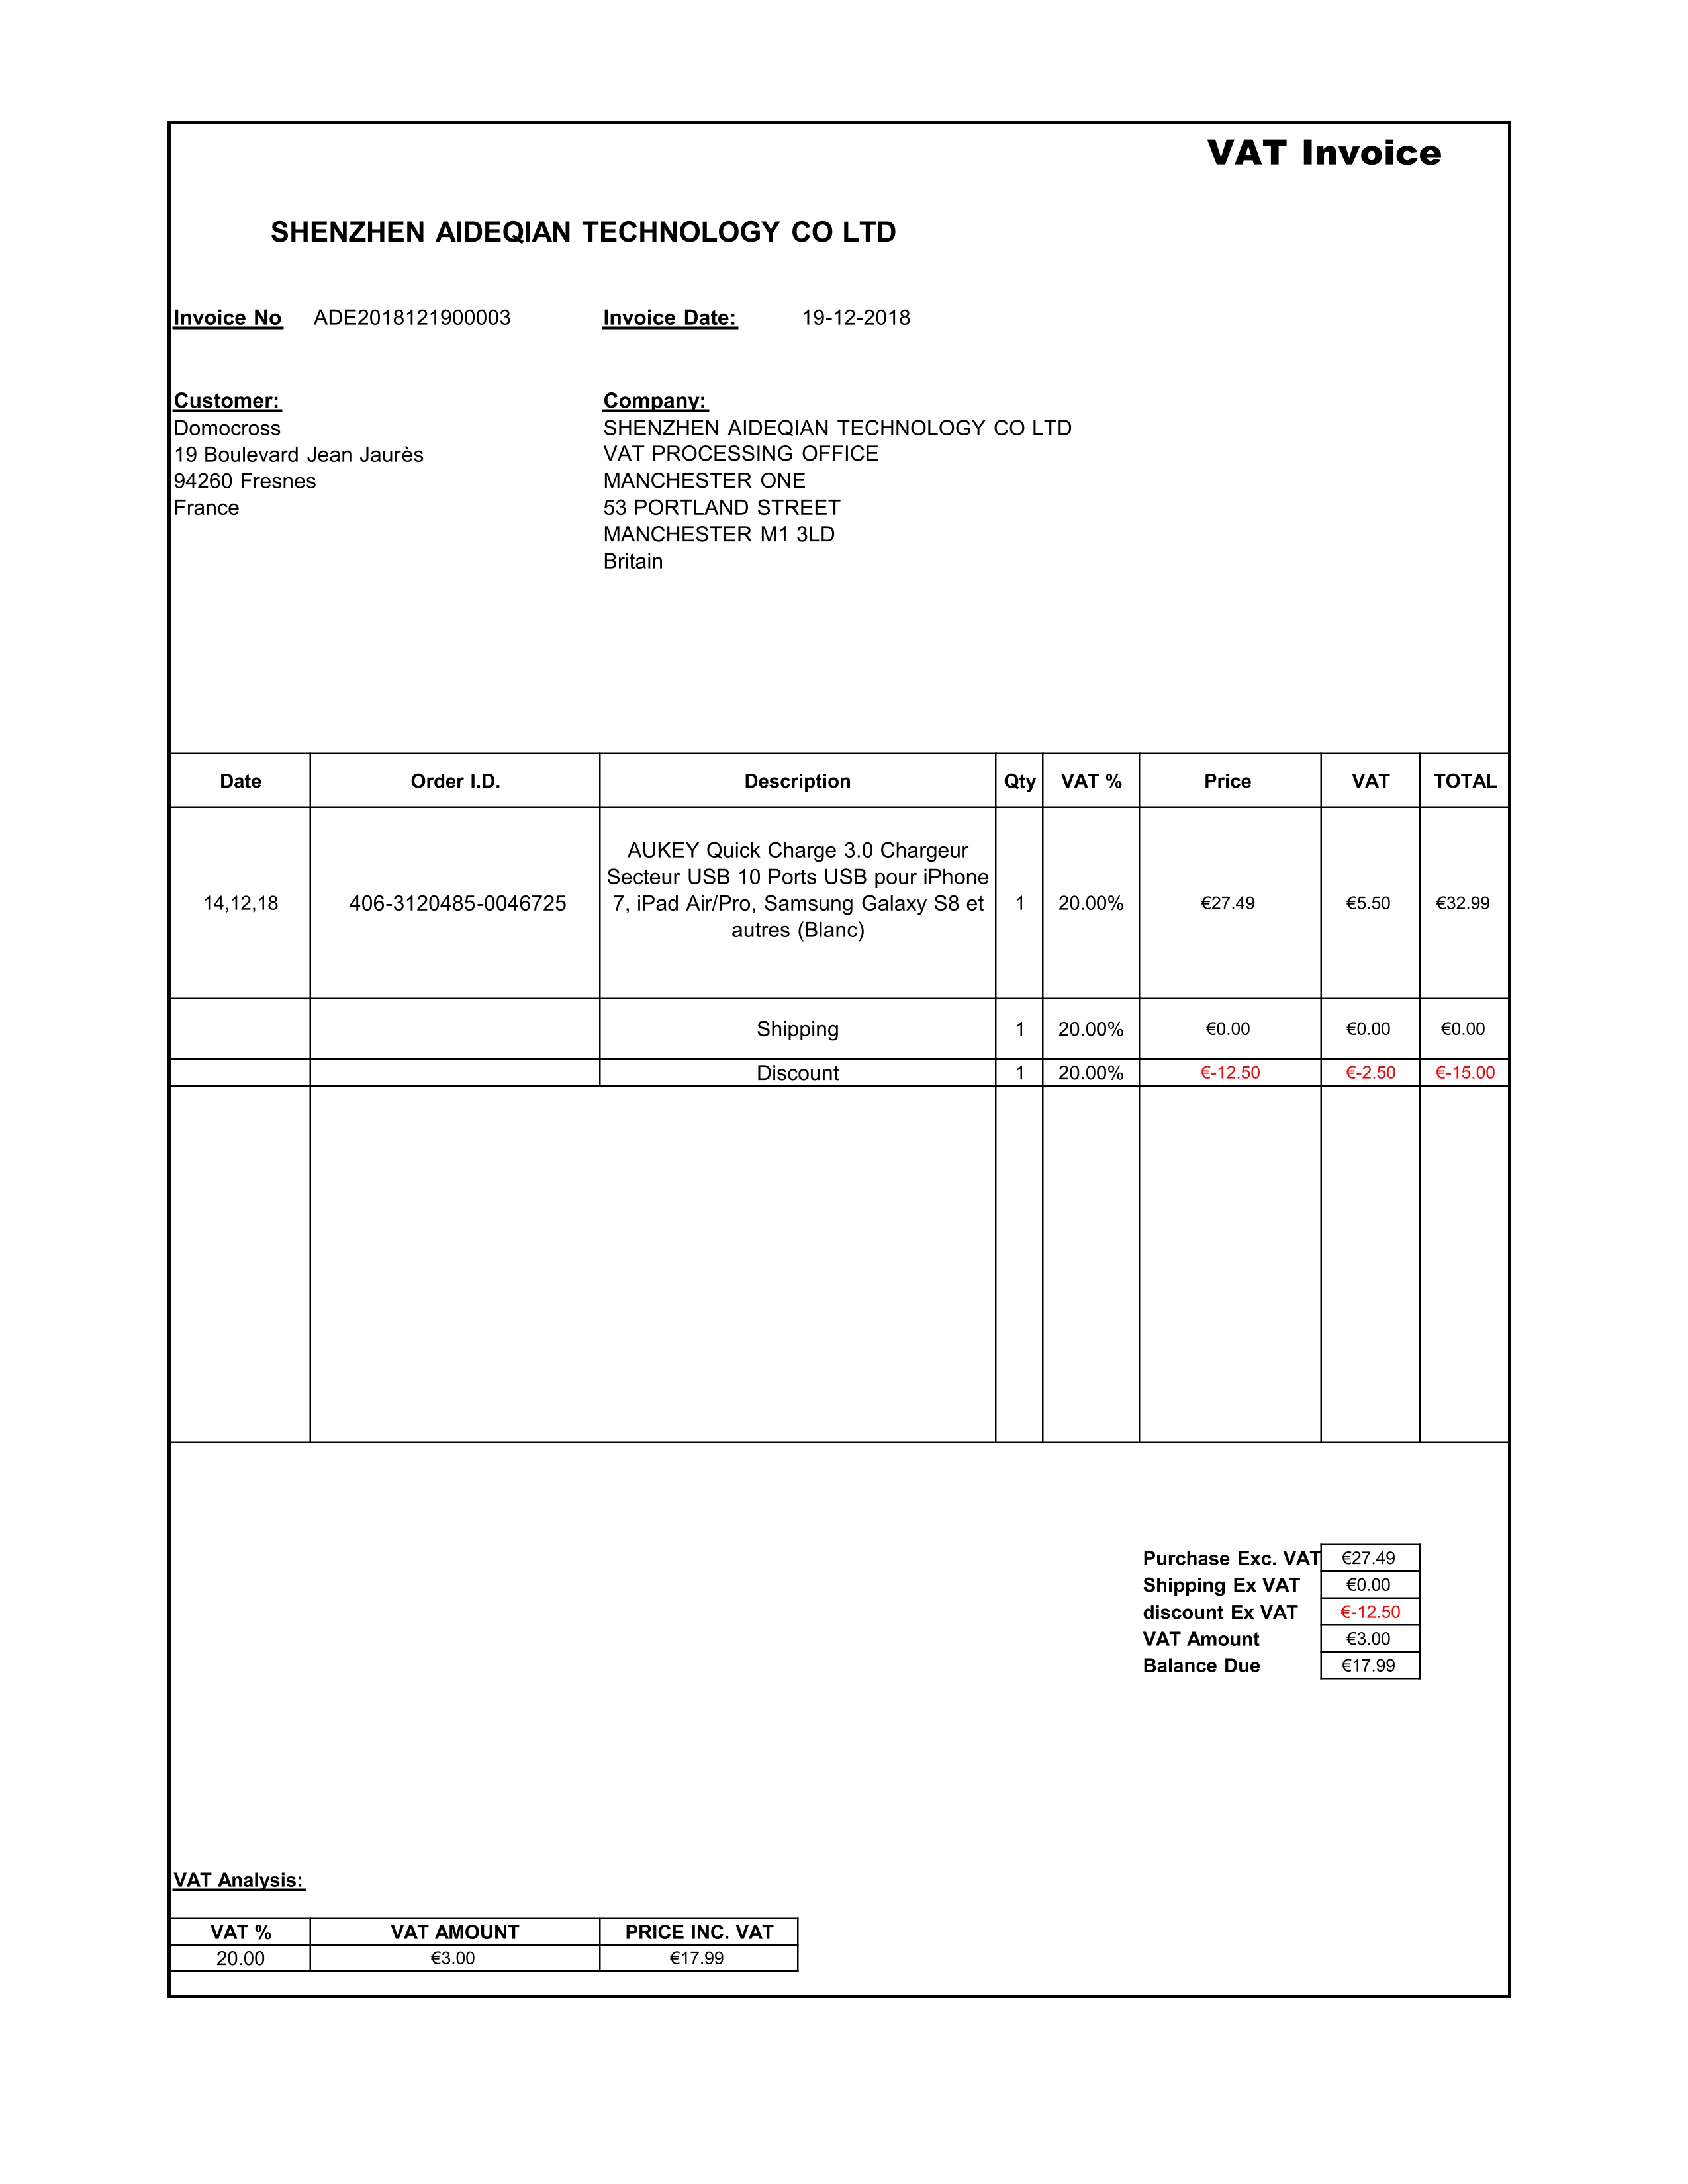 VAT Invoice
SHENZHEN AIDEQIAN TECHNOLOGY CO LTD
Invoice No ADE2018121900003 Invoice Date: 19-12-2018
Customer:
Domocross
19 Boulevard Jean Jaurès
94260 Fresnes
France
Company:
SHENZHEN AIDEQIAN TECHNOLOGY CO LTD
VAT PROCESSING OFFICE
MANCHESTER ONE
53 PORTLAND STREET
MANCHESTER M1 3LD
Britain
Date Order I.D. Description Qty VAT % Price VAT TOTAL
AUKEY Quick Charge 3.0 Chargeur
Secteur USB 10 Ports USB pour iPhone
14,12,18 406-3120485-0046725 7, iPad Air/Pro, Samsung Galaxy S8 et 1 20.00% €27.49 €5.50 €32.99
autres (Blanc)
Shipping 1 20.00% €0.00 €0.00 €0.00
Discount 1 20.00% €-12.50 €-2.50 €-15.00
Purchase Exc. VAT €27.49
Shipping Ex VAT €0.00
discount Ex VAT €-12.50
VAT Amount €3.00
Balance Due €17.99
VAT Analysis:
VAT % VAT AMOUNT PRICE INC. VAT
20.00 €3.00 €17.99